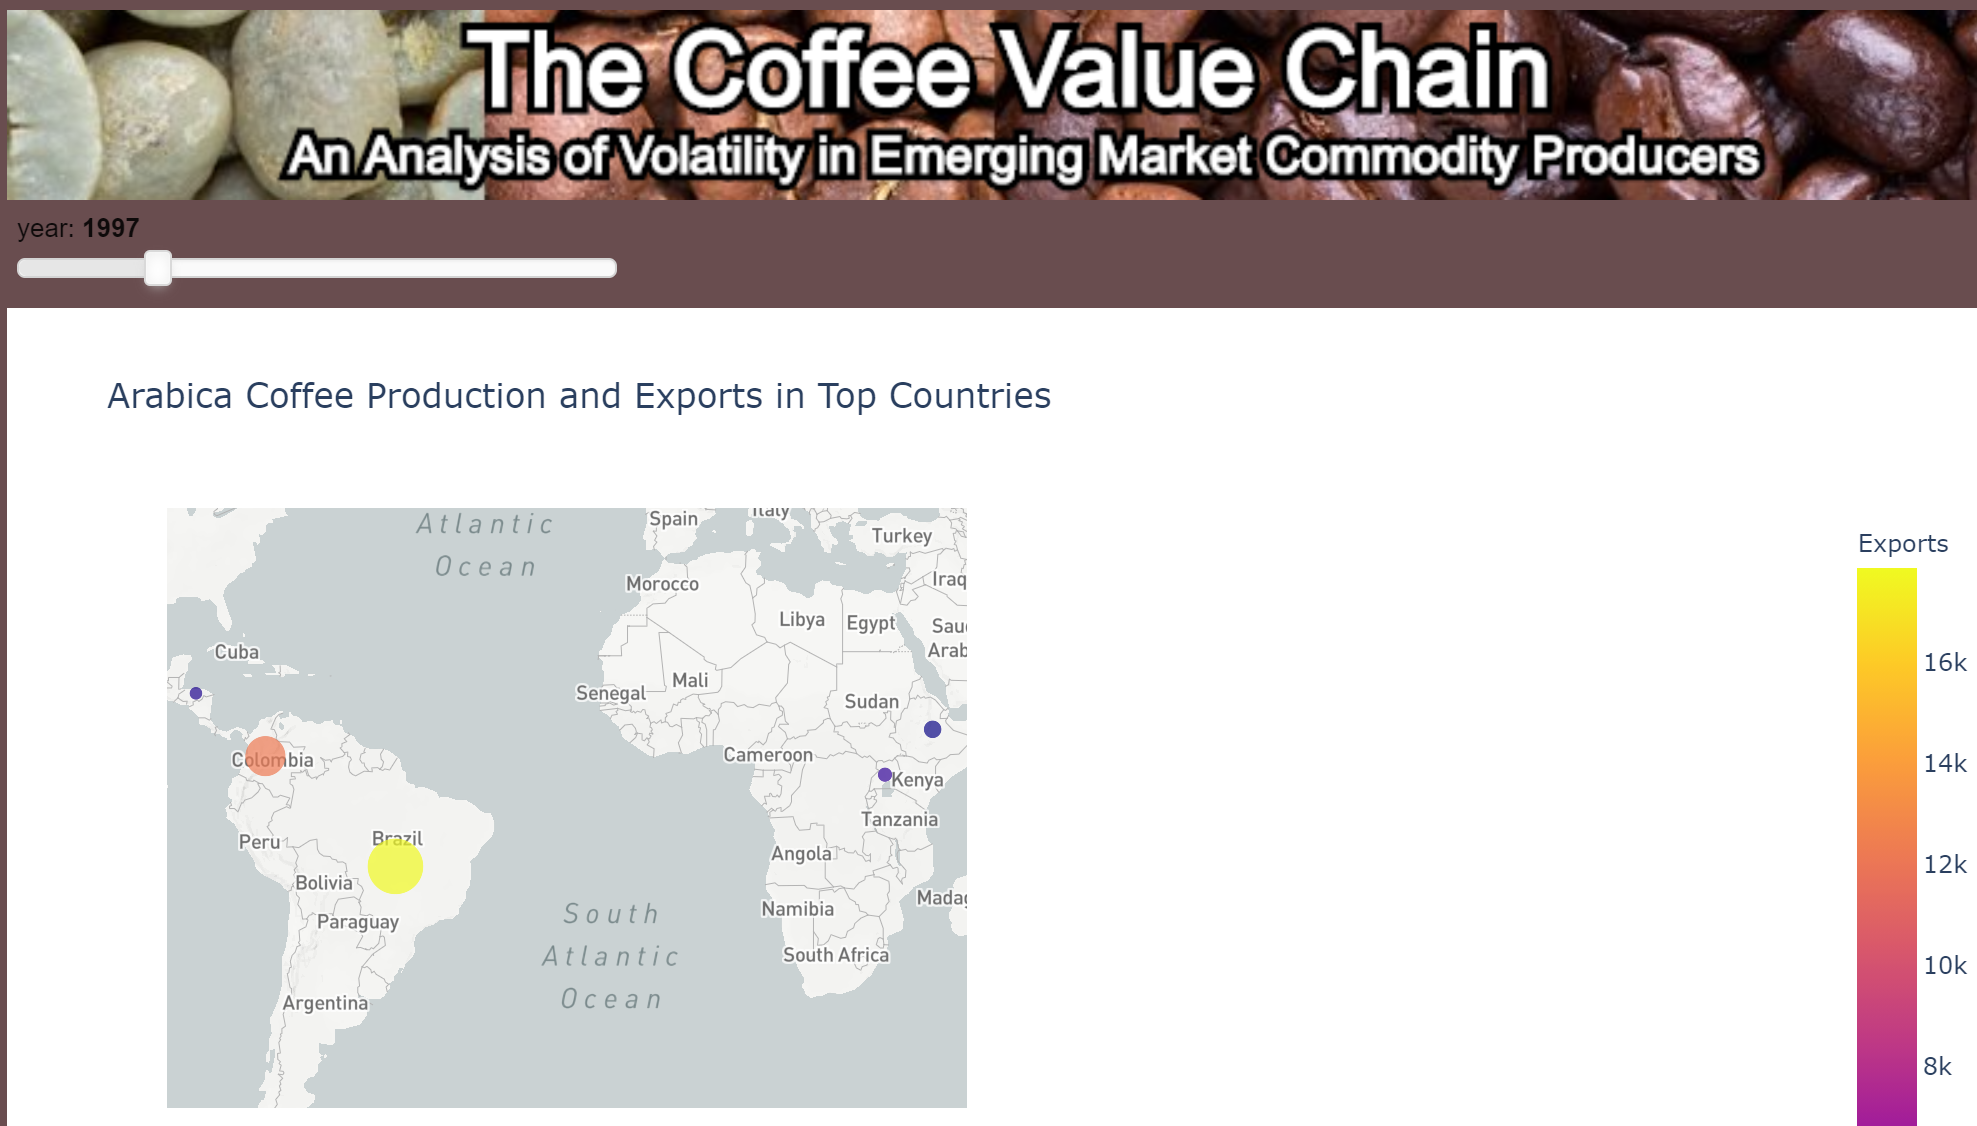 The Coffee Value Chain
An Analysis of Volatility in Emerging Market Commodity Producers
year: 1997
Arabica Coffee Production and Exports in Top Countries
Atlantic
Ocean
Spain
Italy
Turkey
Morocco
Iraq
Libya
Egypt
Sau
Arab
Cuba
Mali
Senegal
Sudan
Colombia
Cameroon
Kenya
Tanzania
Peru
Brazil
Angola
Bolivia
Madag
Namibia
Paraguay
South
Atlantic
Ocean
South Africa
Argentina
Exports
16k
14k
12k
10k
8k